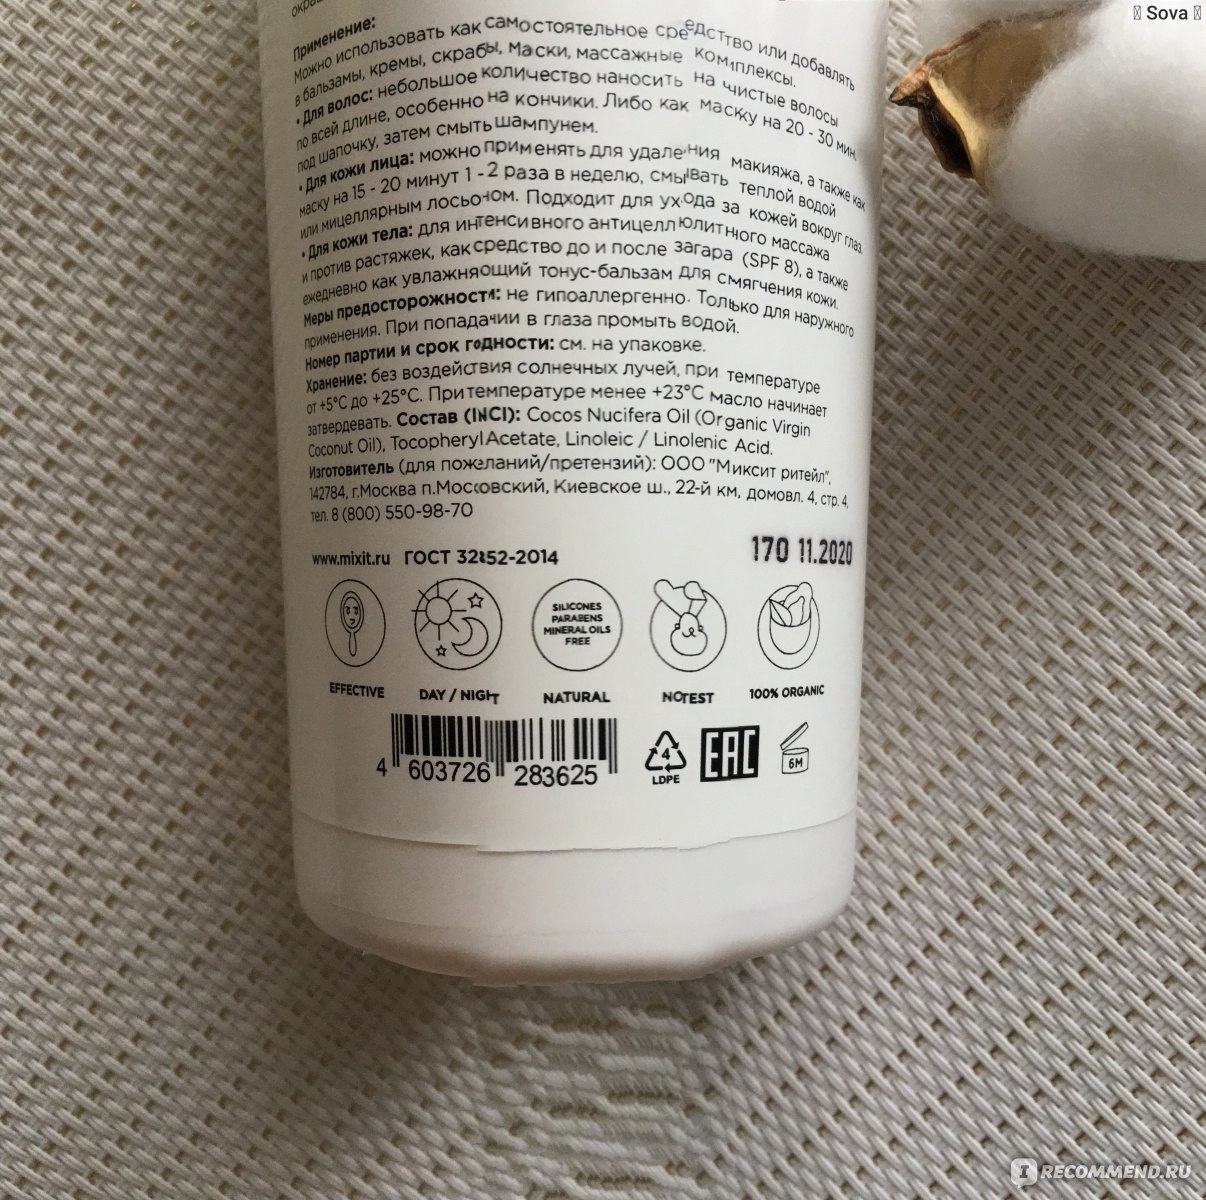 Sova
Применение:
Можно использовать как самостоятельное средство или добавлять
в бальзамы, кремы, скрабы, маски, массажные комплексы.
• Для волос: небольшое количество наносить на чистые волосы
по всей длине, особенно на кончики. Либо как маску на 20 - 30 мин.
под шапочку, затем смыть шампунем.
• Для кожи лица: можно применять для удаления макияжа, а также как
маску на 15 - 20 минут 1 - 2 раза в неделю, смывать теплой водой
или мицеллярным лосьоном. Подходит для ухода за кожей вокруг глаз.
• Для кожи тела: для интенсивного антицеллюлитного массажа
и против растяжек, как средство до и после загара (SPF 8), а также
ежедневно как увлажняющий тонус-бальзам для смягчения кожи.
Меры предосторожности: не гипоаллергенно. Только для наружного
применения. При попадании в глаза промыть водой.
Номер партии и срок годности: см. на упаковке.
Хранение: без воздействия солнечных лучей, при температуре
от +5°C до +25°C. При температуре менее +23°C масло начинает
затвердевать. Состав (INCI): Cocos Nucifera Oil (Organic Virgin
Coconut Oil), Tocopheryl Acetate, Linoleic / Linolenic Acid.
Изготовитель (для пожеланий/претензий): ООО "Миксит ритейл",
142784, г.Москва п.Московский, Киевское ш., 22-й км, домовл. 4, стр. 4,
тел. 8 (800) 550-98-70
www.mixit.ru ГОСТ 32852-2014
170 11.2020
SILICONES
PARABENS
MINERAL OILS
FREE
EFFECTIVE DAY / NIGHT NATURAL NOTEST 100% ORGANIC
4 603726 283625
4
LDPE
EAC
6M
IRECOMMEND.RU